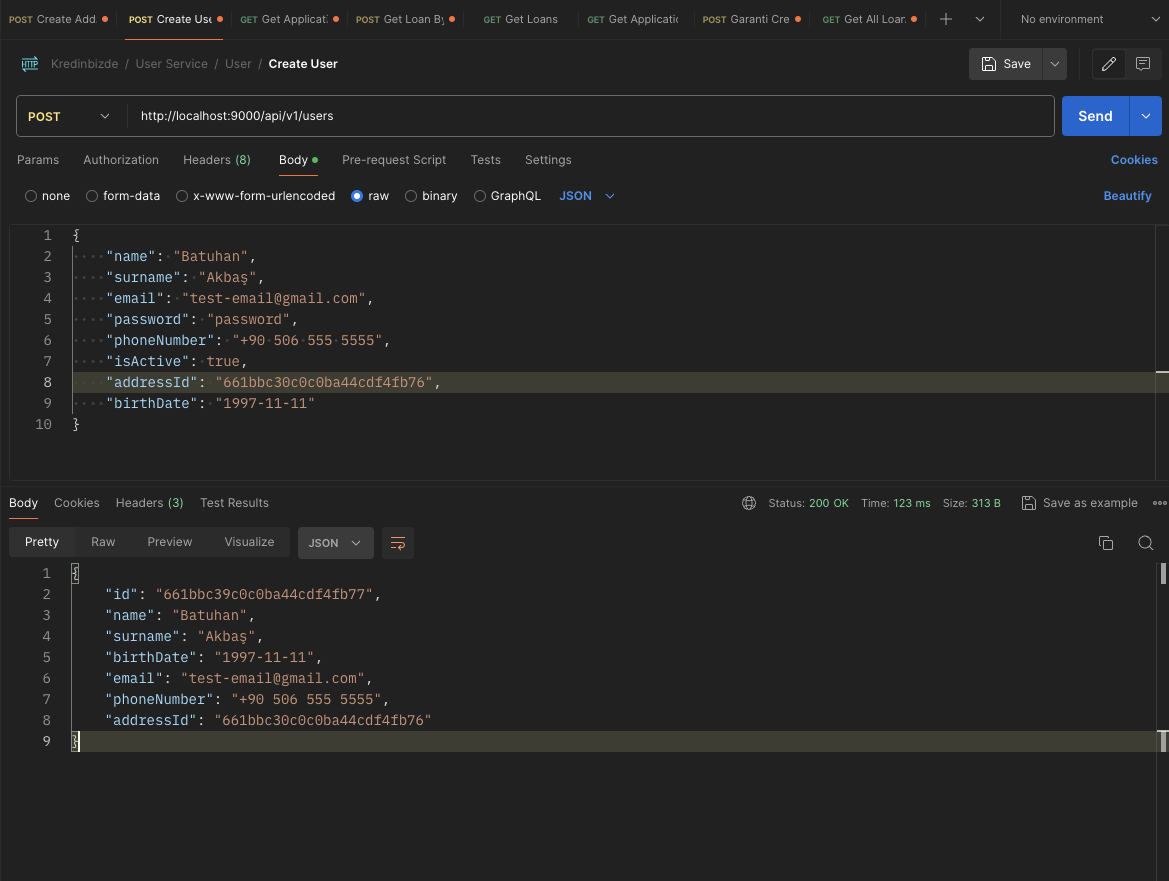 POST Create Add POST Create Use GET Get Applicati POST Get Loan By GET Get Loans GET Get Applicatic POST Garanti Cre GET Get All Loan No environment
HTTP Kredinbizde / User Service / User / Create User Save
POST http://localhost:9000/api/v1/users Send
Params Authorization Headers (8) Body Pre-request Script Tests Settings Cookies
none form-data x-www-form-urlencoded raw binary GraphQL JSON Beautify
1 {
2 "name": "Batuhan",
3 "surname": "Akbaş",
4 "email": "test-email@gmail.com",
5 "password": "password",
6 "phoneNumber": "+90 506 555 5555",
7 "isActive": true,
8 "addressId": "661bbc30c0c0ba44cdf4fb76",
9 "birthDate": "1997-11-11"
10 }
Body Cookies Headers (3) Test Results Status: 200 OK Time: 123 ms Size: 313 B Save as example
Pretty Raw Preview Visualize JSON
1 {
2 "id": "661bbc39c0c0ba44cdf4fb77",
3 "name": "Batuhan",
4 "surname": "Akbaş",
5 "birthDate": "1997-11-11",
6 "email": "test-email@gmail.com",
7 "phoneNumber": "+90 506 555 5555",
8 "addressId": "661bbc30c0c0ba44cdf4fb76"
9 }